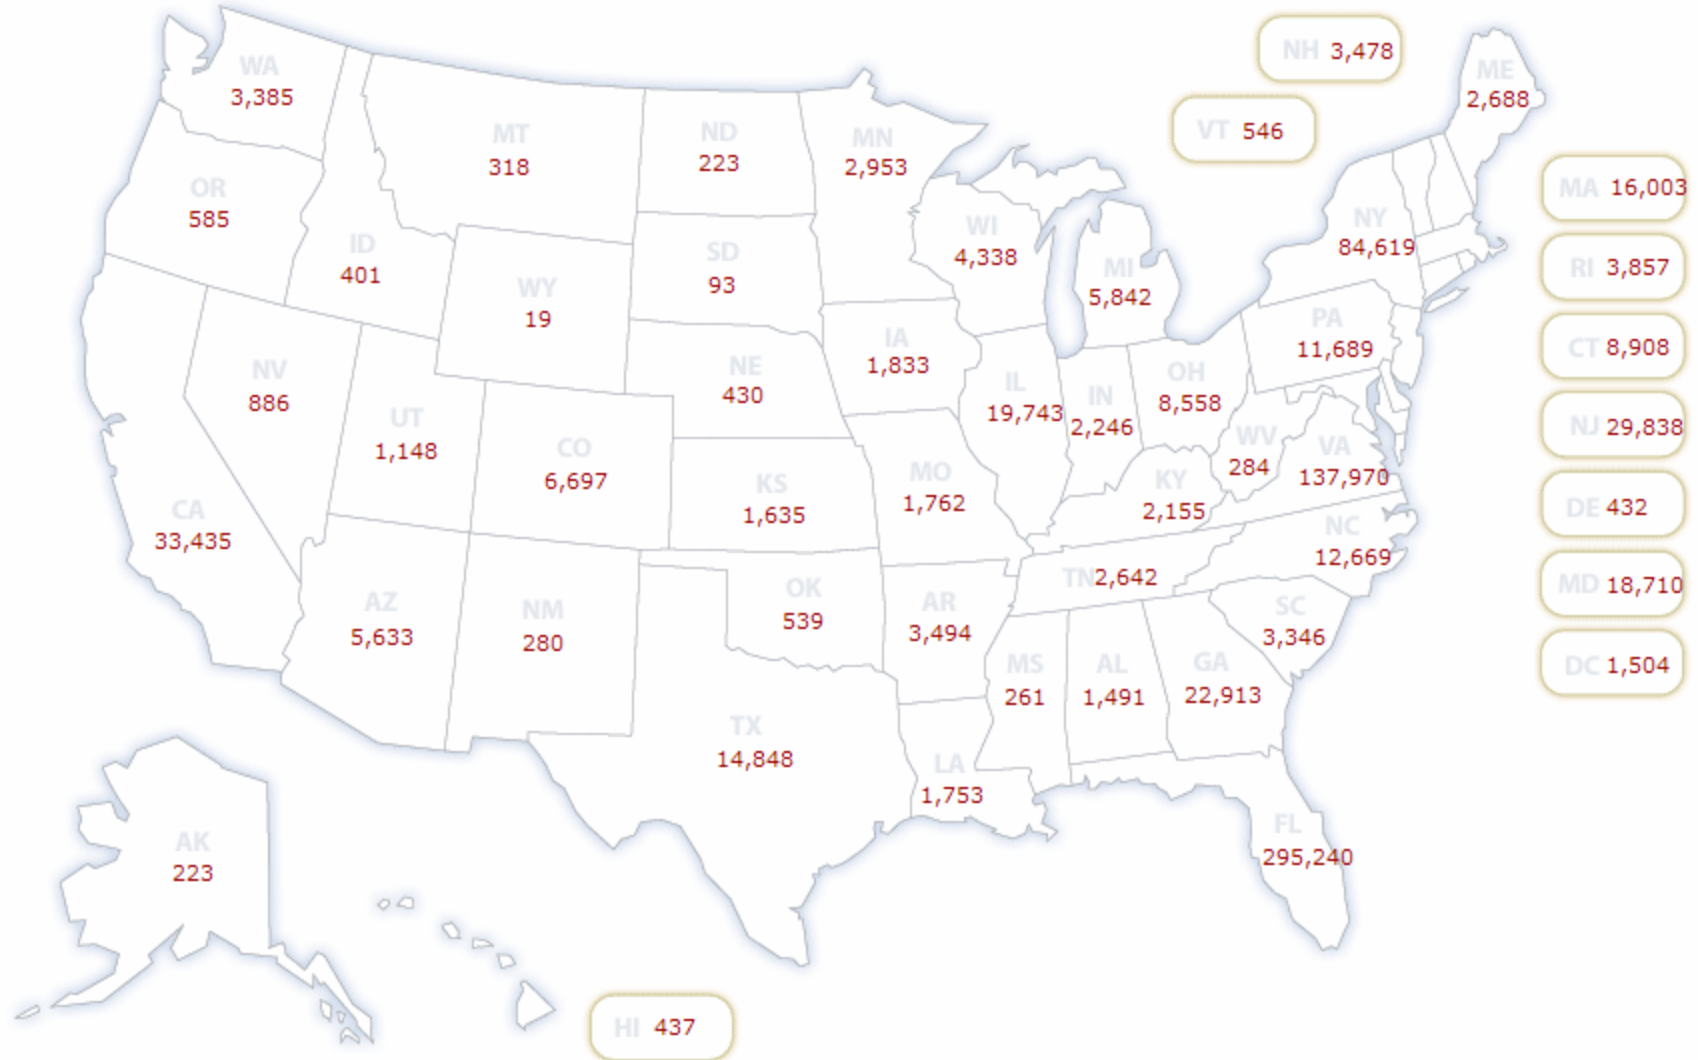 NH 3,478
ME
2,688
WA
3,385
VT 546
MT
318
ND
223
MN
2,953
MA 16,003
OR
585
NY
84,619
WI
4,338
ID
401
SD
93
MI
5,842
RI 3,857
WY
19
PA
11,689
IA
1,833
CT 8,908
NV
886
NE
430
IL
19,743
IN
2,246
OH
8,558
UT
1,148
NJ 29,838
CO
6,697
WV
284
VA
137,970
KS
1,635
MO
1,762
KY
2,155
CA
33,435
DE 432
NC
12,669
TN 2,642
MD 18,710
AZ
5,633
NM
280
OK
539
AR
3,494
SC
3,346
MS
261
AL
1,491
GA
22,913
DC 1,504
TX
14,848
LA
1,753
FL
295,240
AK
223
HI 437